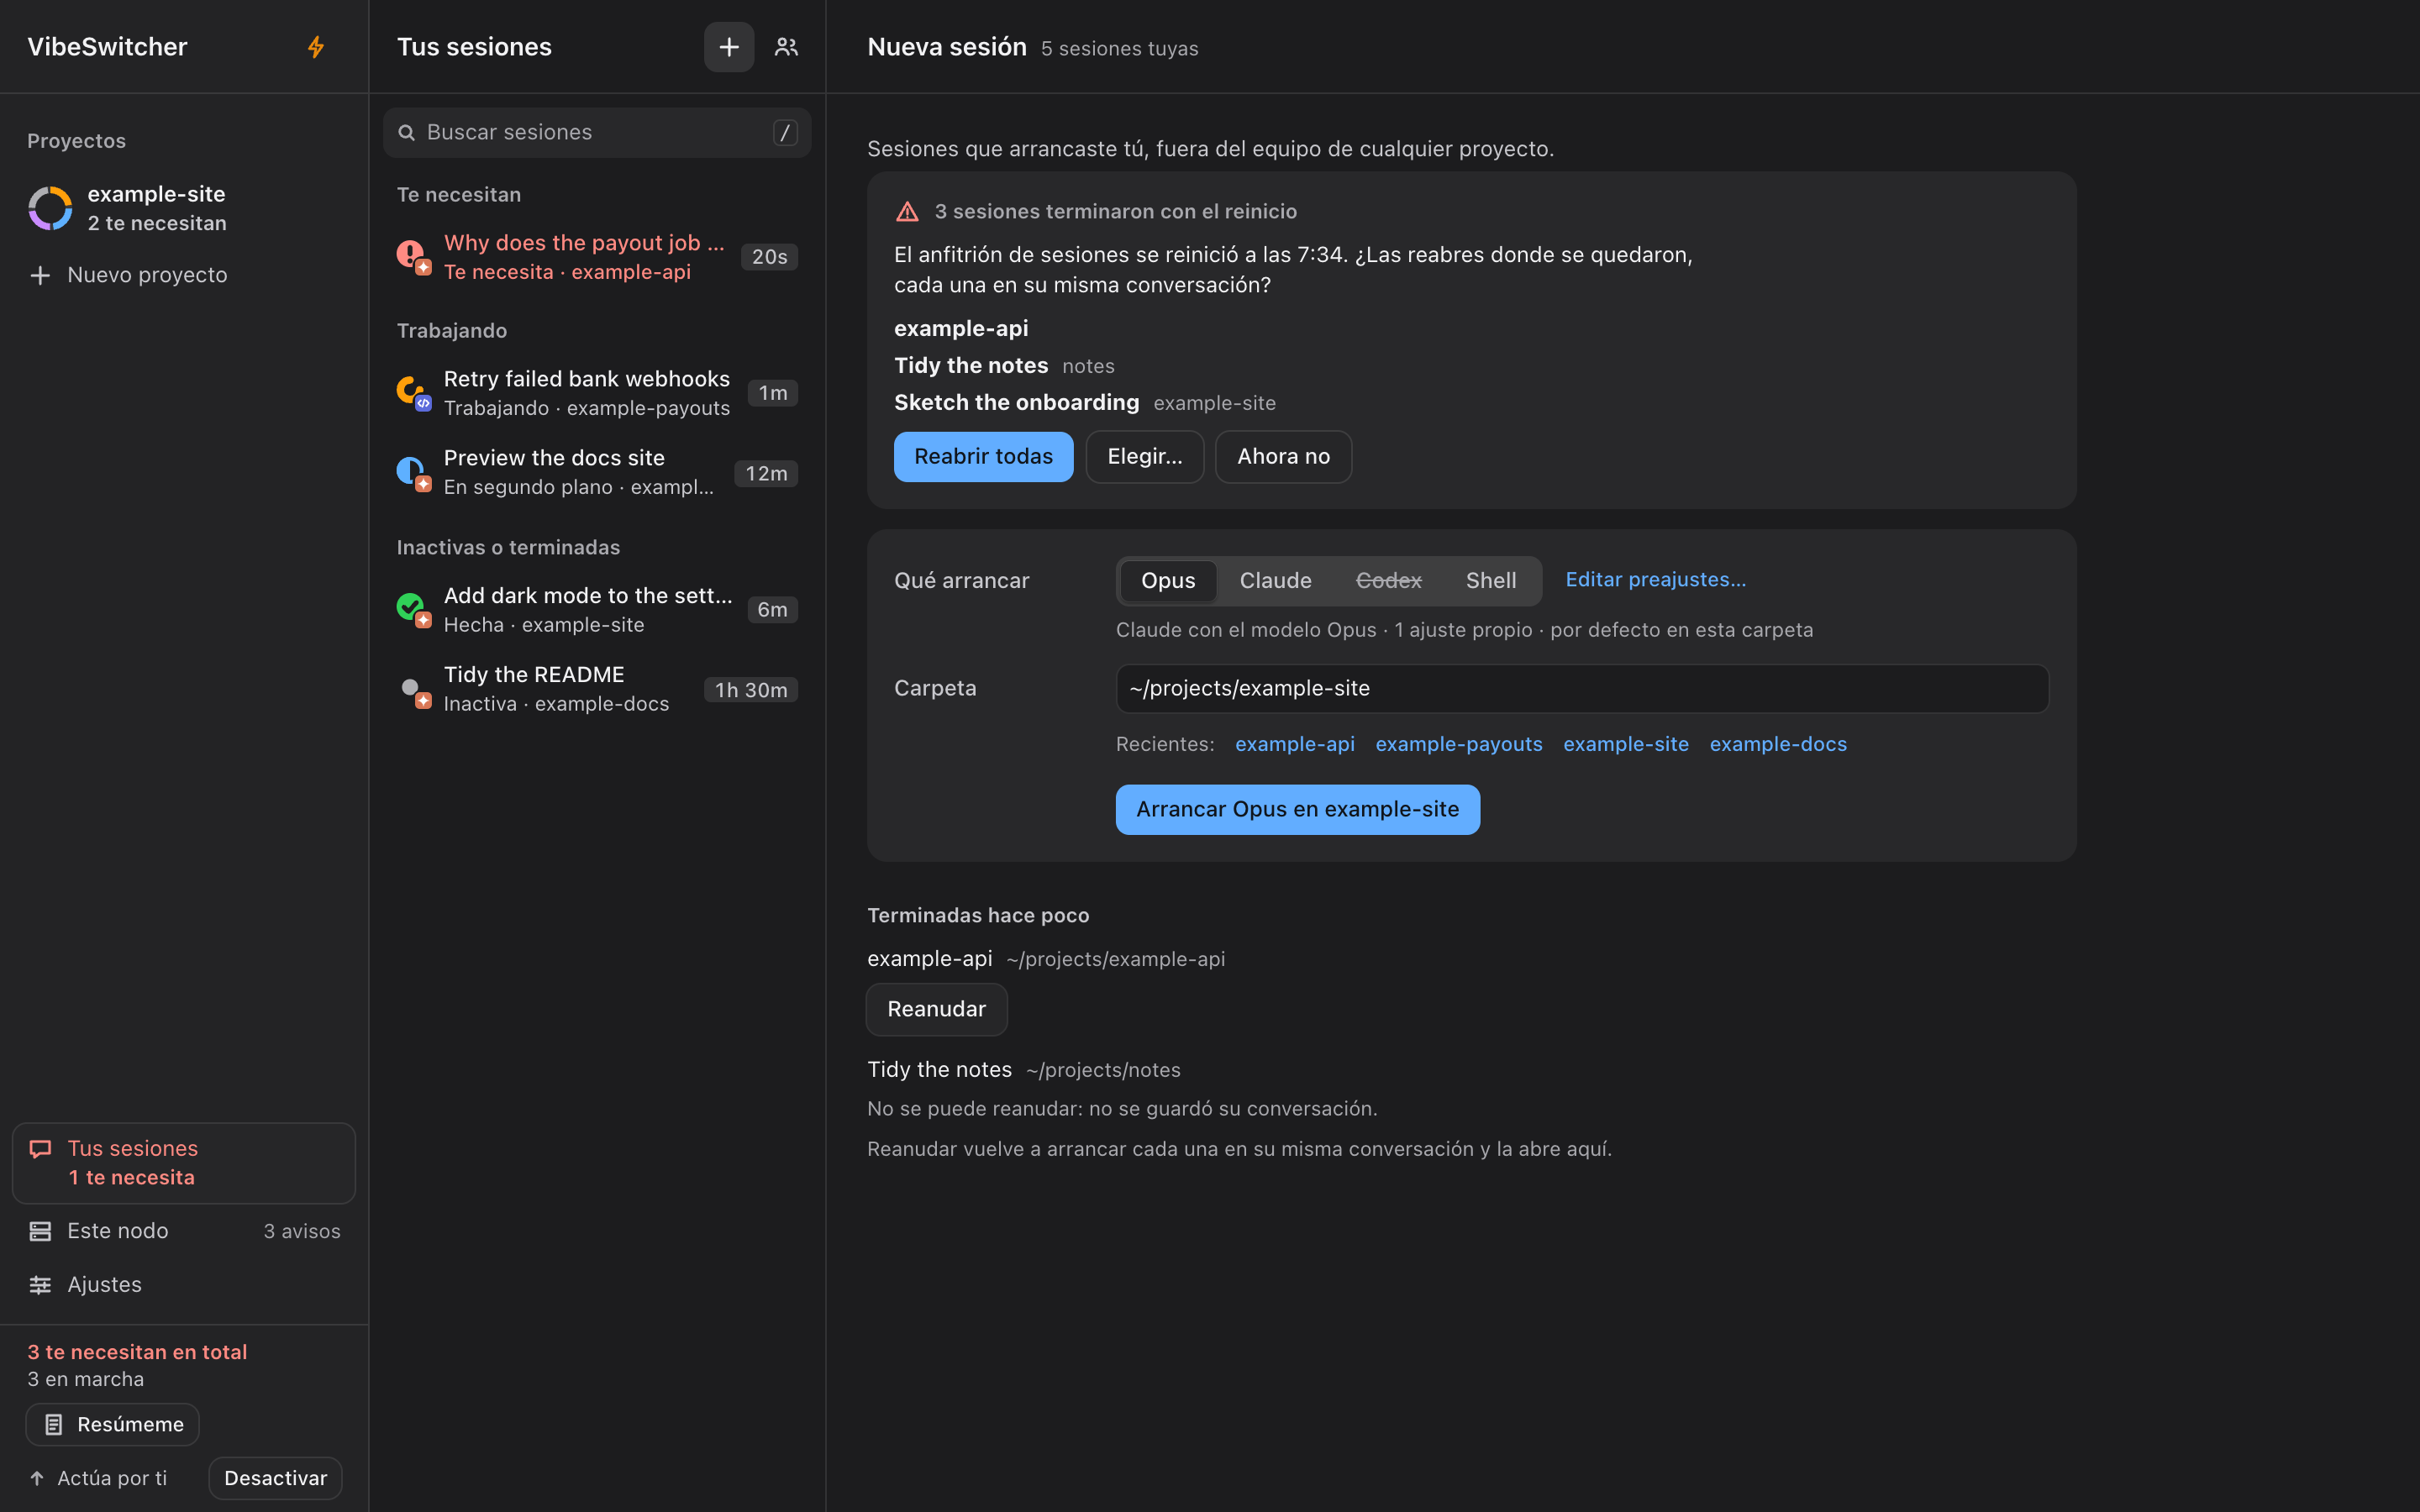 VibeSwitcher
Proyectos
example-site
2 te necesitan
Nuevo proyecto
Tus sesiones
1 te necesita
Este nodo
3 avisos
Ajustes
3 te necesitan en total
3 en marcha
Resúmeme
Actúa por ti
Desactivar
Tus sesiones
Buscar sesiones
/
Te necesitan
Why does the payout job ...
20s
Te necesita · example-api
Trabajando
Retry failed bank webhooks
1m
Trabajando · example-payouts
Preview the docs site
12m
En segundo plano · exampl...
Inactivas o terminadas
Add dark mode to the sett...
6m
Hecha · example-site
Tidy the README
1h 30m
Inactiva · example-docs
Nueva sesión 5 sesiones tuyas
Sesiones que arrancaste tú, fuera del equipo de cualquier proyecto.
3 sesiones terminaron con el reinicio
El anfitrión de sesiones se reinició a las 7:34. ¿Las reabres donde se quedaron,
cada una en su misma conversación?
example-api
Tidy the notes notes
Sketch the onboarding example-site
Reabrir todas Elegir... Ahora no
Qué arrancar Opus Claude Codex Shell Editar preajustes...
Claude con el modelo Opus · 1 ajuste propio · por defecto en esta carpeta
Carpeta ~/projects/example-site
Recientes: example-api example-payouts example-site example-docs
Arrancar Opus en example-site
Terminadas hace poco
example-api ~/projects/example-api
Reanudar
Tidy the notes ~/projects/notes
No se puede reanudar: no se guardó su conversación.
Reanudar vuelve a arrancar cada una en su misma conversación y la abre aquí.